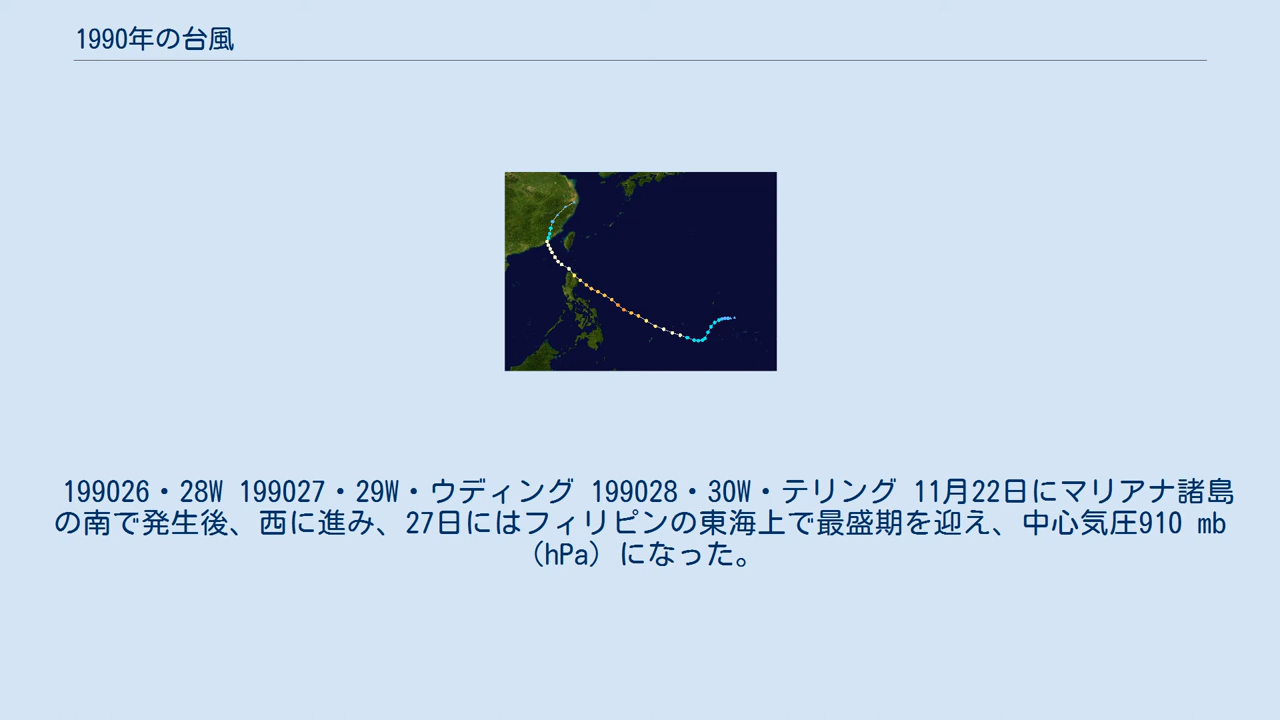 1990年の台風
199026・28W 199027・29W・ウディング 199028・30W・テリング 11月22日にマリアナ諸島
の南で発生後、西に進み、27日にはフィリピンの東海上で最盛期を迎え、中心気圧910 mb
（hPa）になった。